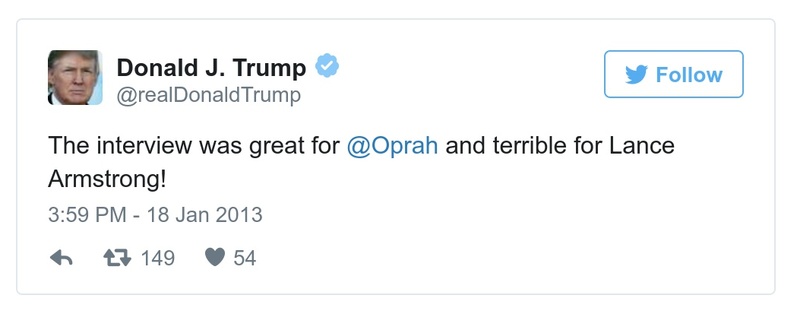 Donald J. Trump
@realDonaldTrump
Follow
The interview was great for @Oprah and terrible for Lance
Armstrong!
3:59 PM - 18 Jan 2013
149 54